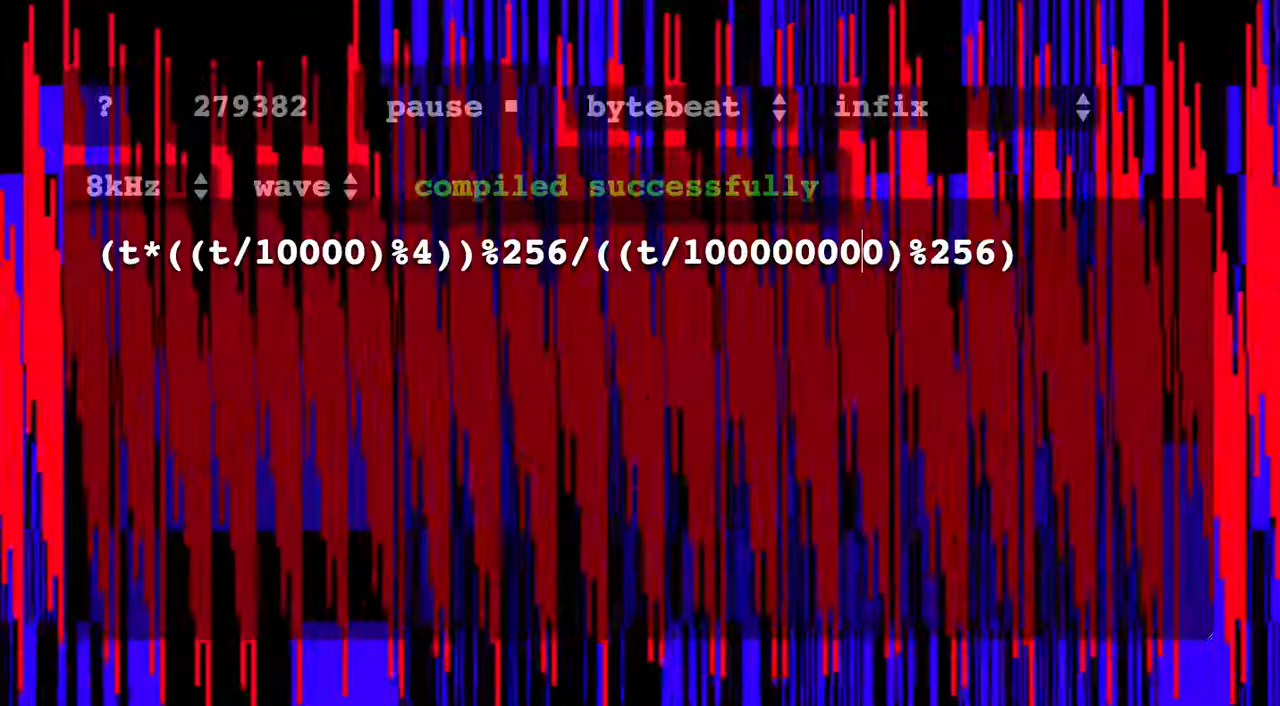 ? 279382 pause ■ bytebeat infix
8kHz wave compiled successfully
(t*((t/10000)%4))%256/((t/100000000)%256)